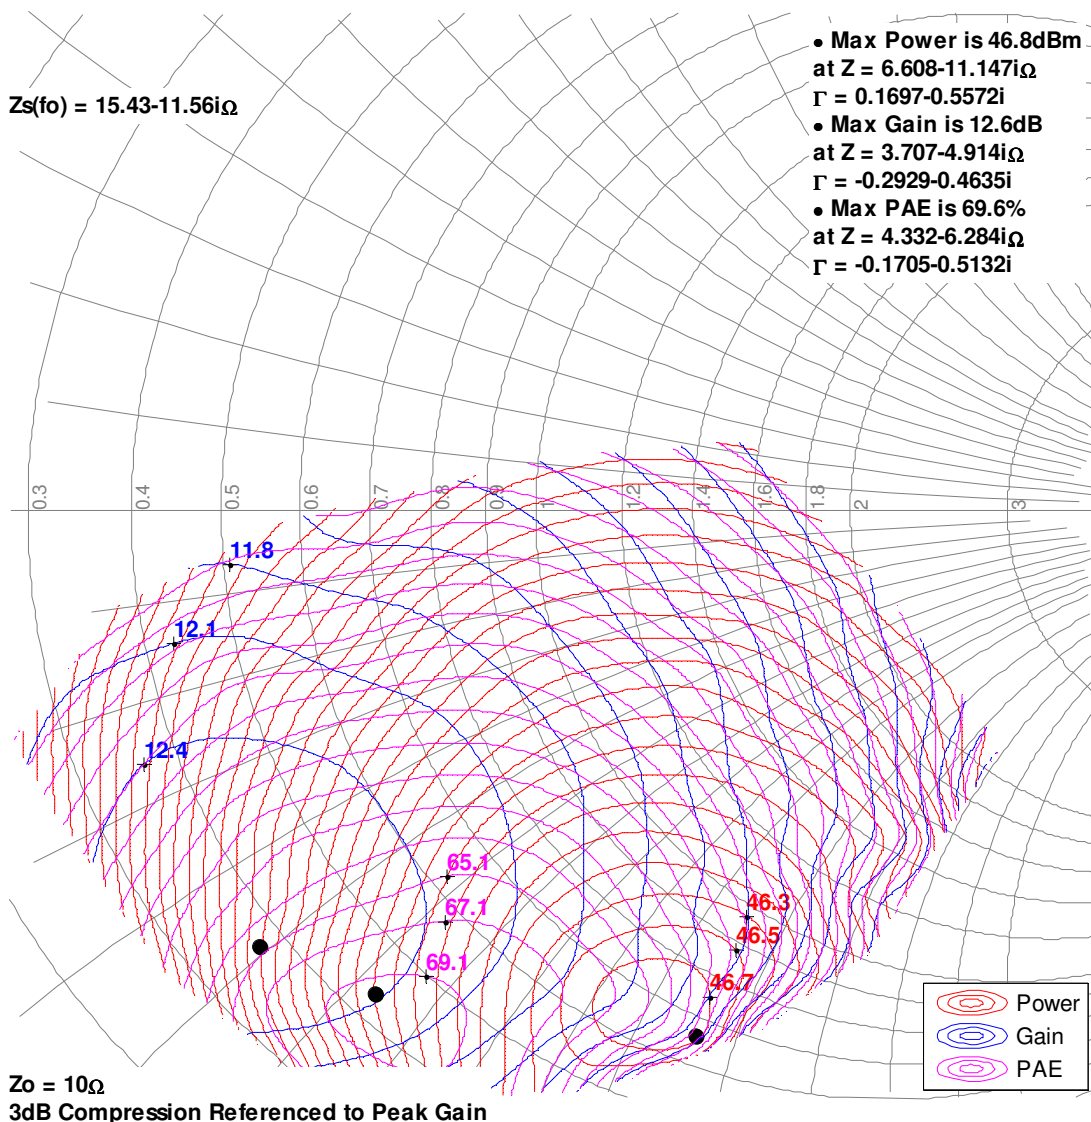 • Max Power is 46.8dBm
at Z = 6.608-11.147iΩ
Γ = 0.1697-0.5572i
• Max Gain is 12.6dB
at Z = 3.707-4.914iΩ
Γ = -0.2929-0.4635i
• Max PAE is 69.6%
at Z = 4.332-6.284iΩ
Γ = -0.1705-0.5132i
Zs(fo) = 15.43-11.56iΩ
0.3
0.4
0.5
0.6
0.7
0.8
0.9
1
1.2
1.4
1.6
1.8
2
3
11.8
12.1
12.4
65.1
67.1
69.1
46.3
46.5
46.7
Power
Gain
PAE
Zo = 10Ω
3dB Compression Referenced to Peak Gain